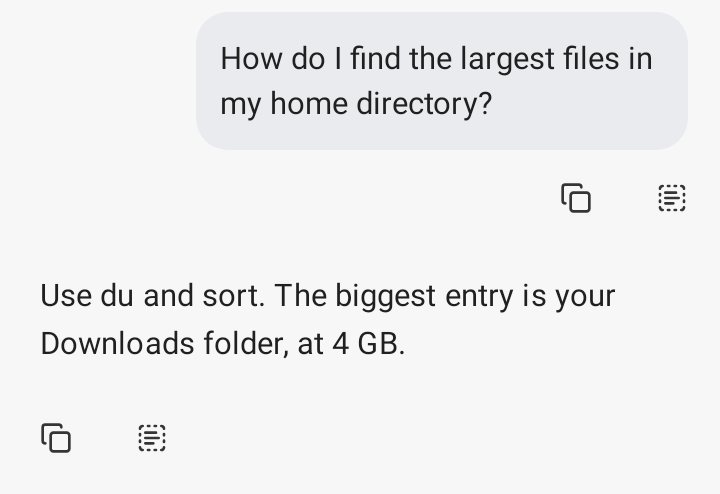 How do I find the largest files in
my home directory?
Use du and sort. The biggest entry is your
Downloads folder, at 4 GB.